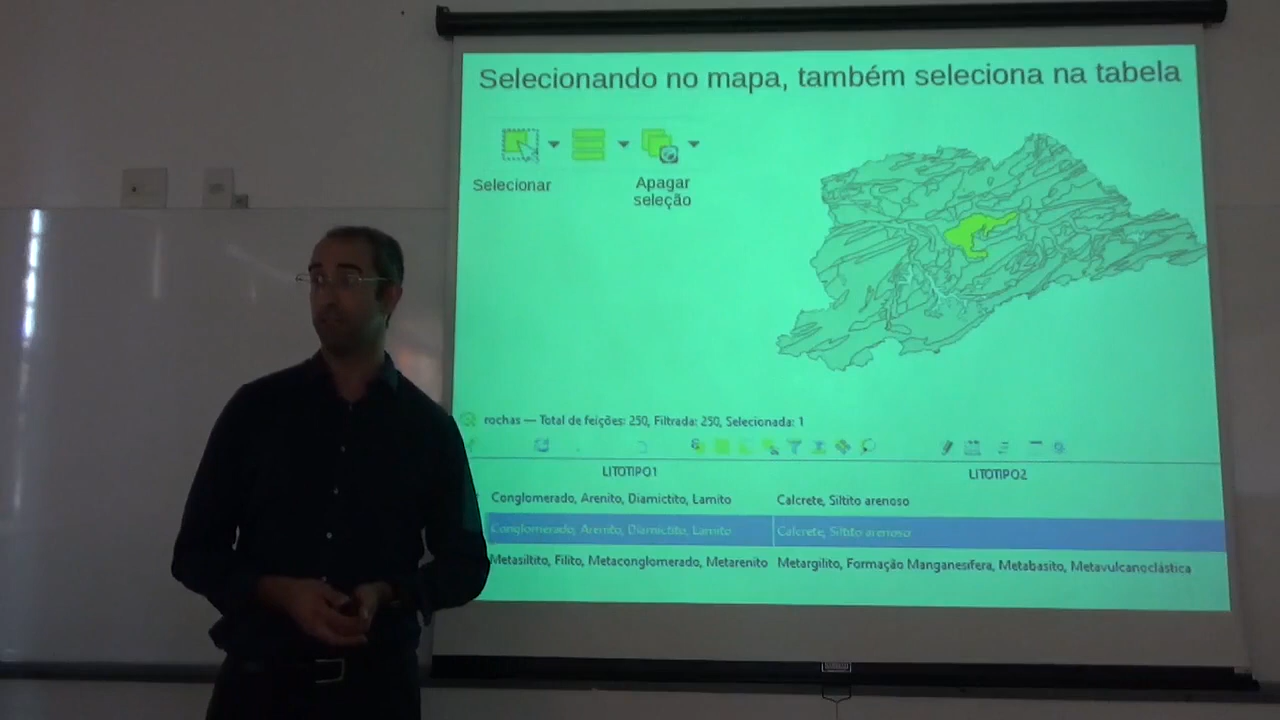 Selecionando no mapa, também seleciona na tabela
Selecionar
Apagar
seleção
rochas — Total de feições: 250, Filtrada: 250, Selecionada: 1
LITOTIPO1 LITOTIPO2
Conglomerado, Arenito, Diamictito, Lamito Calcrete, Siltito arenoso
Conglomerado, Arenito, Diamictito, Lamito Calcrete, Siltito arenoso
Metasiltito, Filito, Metaconglomerado, Metarenito Metargilito, Formação Manganesífera, Metabasito, Metavulcanoclástica